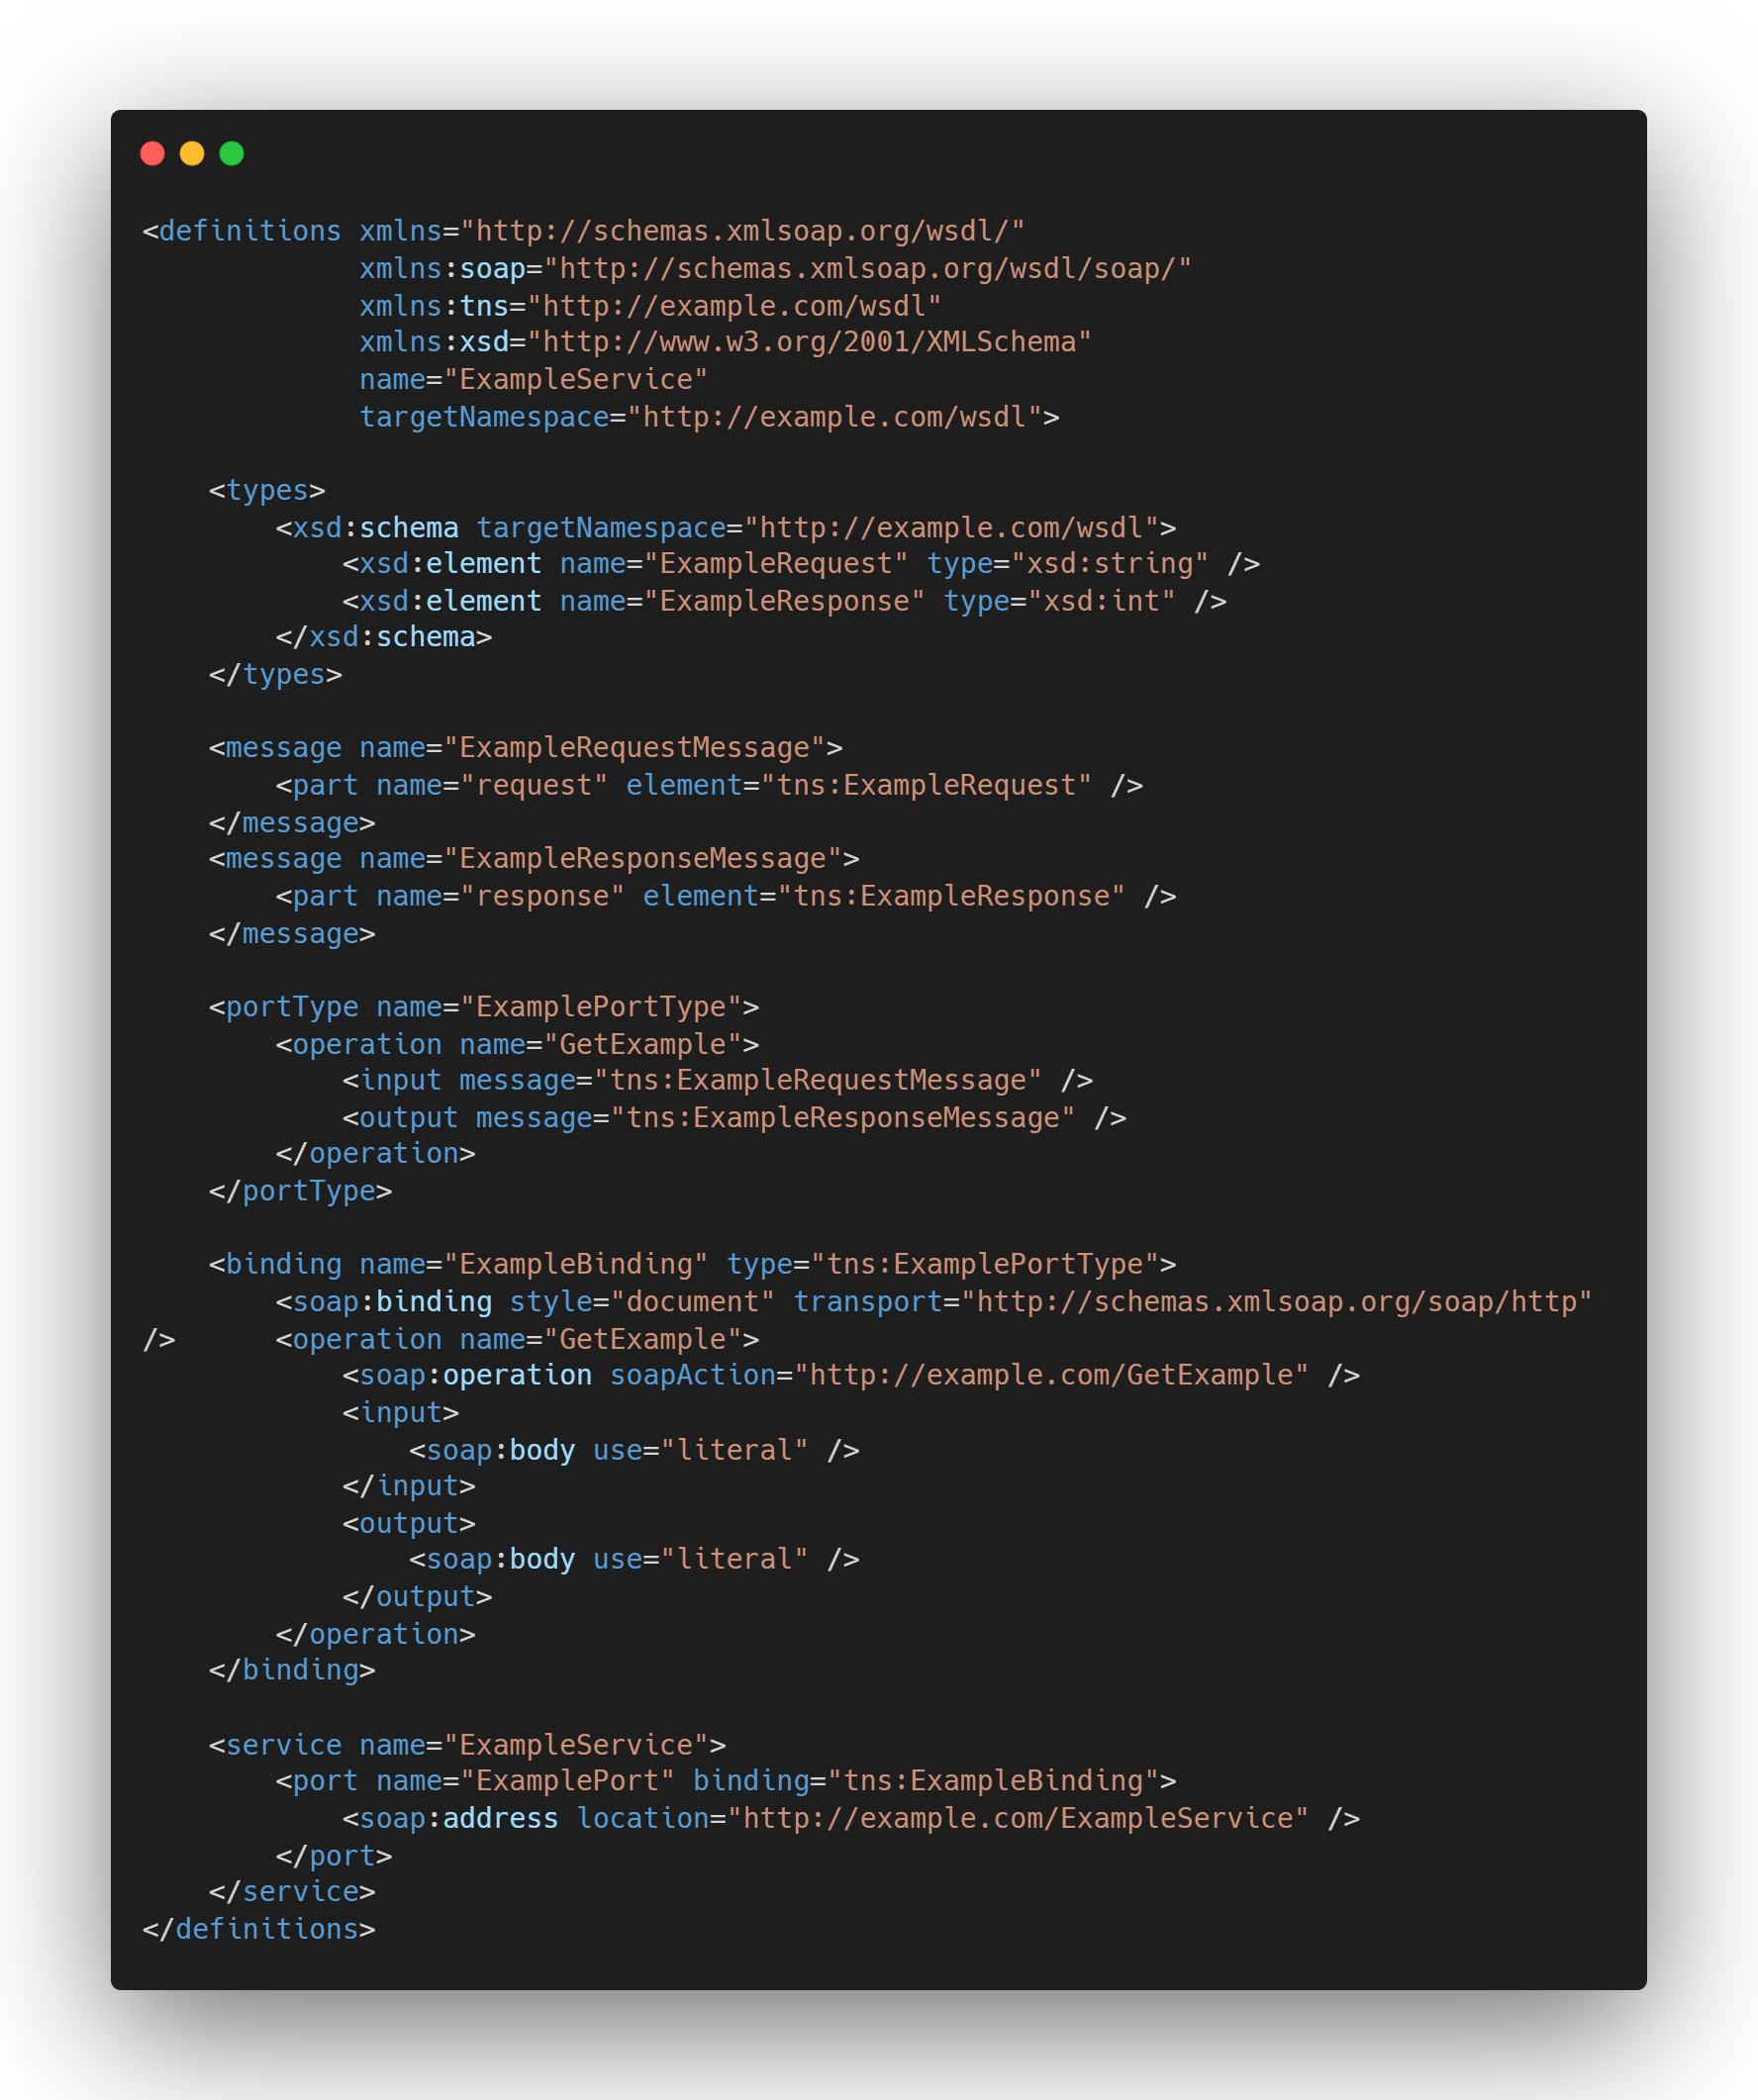 <definitions xmlns="http://schemas.xmlsoap.org/wsdl/"
             xmlns:soap="http://schemas.xmlsoap.org/wsdl/soap/"
             xmlns:tns="http://example.com/wsdl"
             xmlns:xsd="http://www.w3.org/2001/XMLSchema"
             name="ExampleService"
             targetNamespace="http://example.com/wsdl">

    <types>
        <xsd:schema targetNamespace="http://example.com/wsdl">
            <xsd:element name="ExampleRequest" type="xsd:string" />
            <xsd:element name="ExampleResponse" type="xsd:int" />
        </xsd:schema>
    </types>

    <message name="ExampleRequestMessage">
        <part name="request" element="tns:ExampleRequest" />
    </message>
    <message name="ExampleResponseMessage">
        <part name="response" element="tns:ExampleResponse" />
    </message>

    <portType name="ExamplePortType">
        <operation name="GetExample">
            <input message="tns:ExampleRequestMessage" />
            <output message="tns:ExampleResponseMessage" />
        </operation>
    </portType>

    <binding name="ExampleBinding" type="tns:ExamplePortType">
        <soap:binding style="document" transport="http://schemas.xmlsoap.org/soap/http"
/>      <operation name="GetExample">
            <soap:operation soapAction="http://example.com/GetExample" />
            <input>
                <soap:body use="literal" />
            </input>
            <output>
                <soap:body use="literal" />
            </output>
        </operation>
    </binding>

    <service name="ExampleService">
        <port name="ExamplePort" binding="tns:ExampleBinding">
            <soap:address location="http://example.com/ExampleService" />
        </port>
    </service>
</definitions>